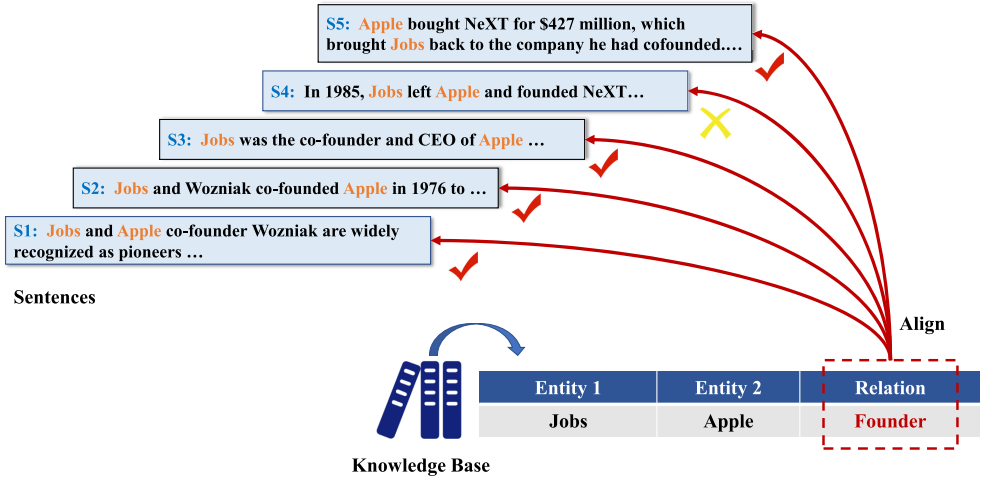 S5: Apple bought NeXT for $427 million, which
brought Jobs back to the company he had cofounded.…
S4: In 1985, Jobs left Apple and founded NeXT…
S3: Jobs was the co-founder and CEO of Apple …
S2: Jobs and Wozniak co-founded Apple in 1976 to …
S1: Jobs and Apple co-founder Wozniak are widely
recognized as pioneers …
Sentences
Align
Entity 1 Entity 2 Relation
Jobs Apple Founder
Knowledge Base